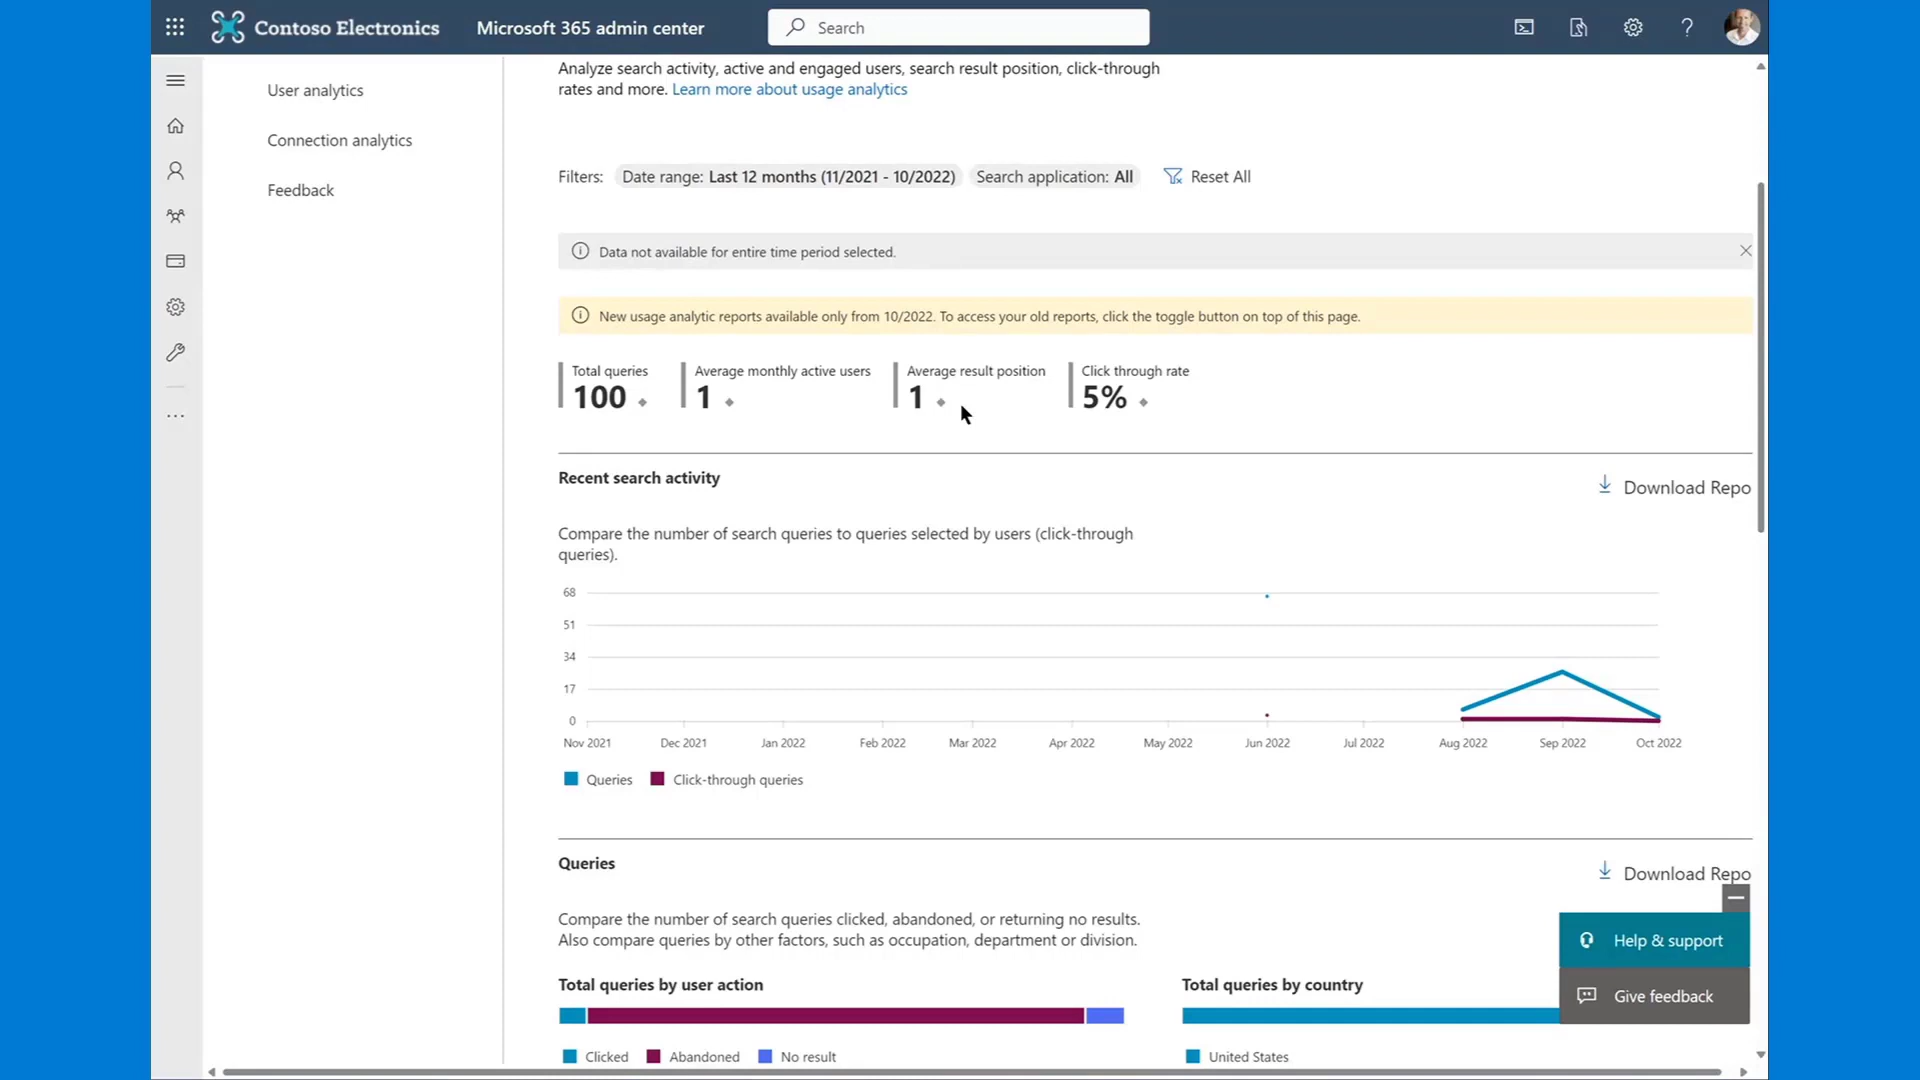 Contoso Electronics
Microsoft 365 admin center
Search
User analytics
Connection analytics
Feedback
Analyze search activity, active and engaged users, search result position, click-through
rates and more. Learn more about usage analytics
Filters: Date range: Last 12 months (11/2021 - 10/2022) Search application: All Reset All
Data not available for entire time period selected.
New usage analytic reports available only from 10/2022. To access your old reports, click the toggle button on top of this page.
Total queries
100
Average monthly active users
1
Average result position
1
Click through rate
5%
Recent search activity
Download Repo
Compare the number of search queries to queries selected by users (click-through
queries).
68
51
34
17
0
Nov 2021 Dec 2021 Jan 2022 Feb 2022 Mar 2022 Apr 2022 May 2022 Jun 2022 Jul 2022 Aug 2022 Sep 2022 Oct 2022
Queries Click-through queries
Queries
Download Repo
Compare the number of search queries clicked, abandoned, or returning no results.
Also compare queries by other factors, such as occupation, department or division.
Help & support
Give feedback
Total queries by user action
Clicked Abandoned No result
Total queries by country
United States